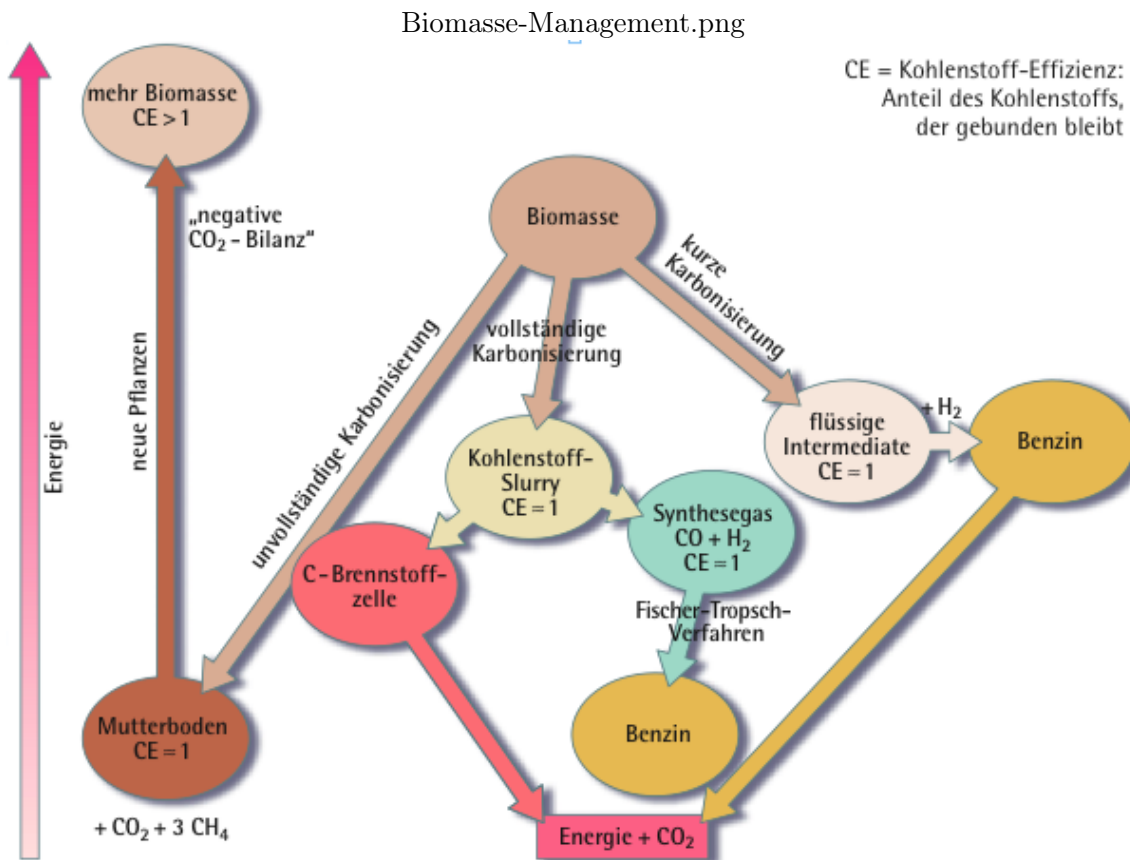 Biomasse-Management.png
CE = Kohlenstoff-Effizienz:
Anteil des Kohlenstoffs,
der gebunden bleibt
mehr Biomasse
CE > 1
„negative
CO₂ - Bilanz“
neue Pflanzen
Energie
Biomasse
unvollständige Karbonisierung
vollständige
Karbonisierung
kurze
Karbonisierung
flüssige
Intermediate
CE = 1
+ H₂
Benzin
Kohlenstoff-
Slurry
CE = 1
Synthesegas
CO + H₂
CE = 1
C - Brennstoff-
zelle
Fischer-Tropsch-
Verfahren
Mutterboden
CE = 1
+ CO₂ + 3 CH₄
Benzin
Energie + CO₂